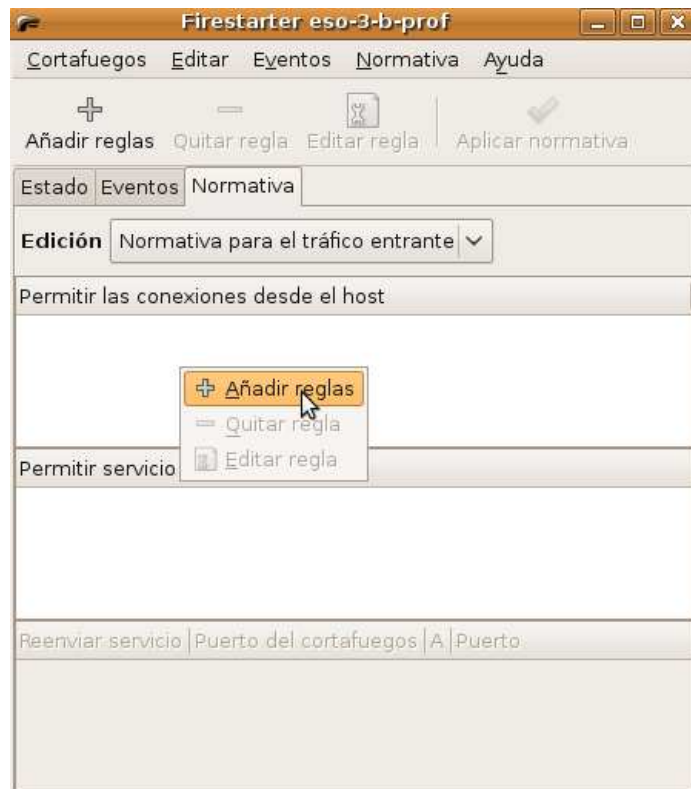 Firestarter eso-3-b-prof
Cortafuegos Editar Eventos Normativa Ayuda
Añadir reglas Quitar regla Editar regla Aplicar normativa
Estado Eventos Normativa
Edición Normativa para el tráfico entrante
Permitir las conexiones desde el host
Añadir reglas
Quitar regla
Editar regla
Permitir servicio
Reenviar servicio Puerto del cortafuegos A Puerto